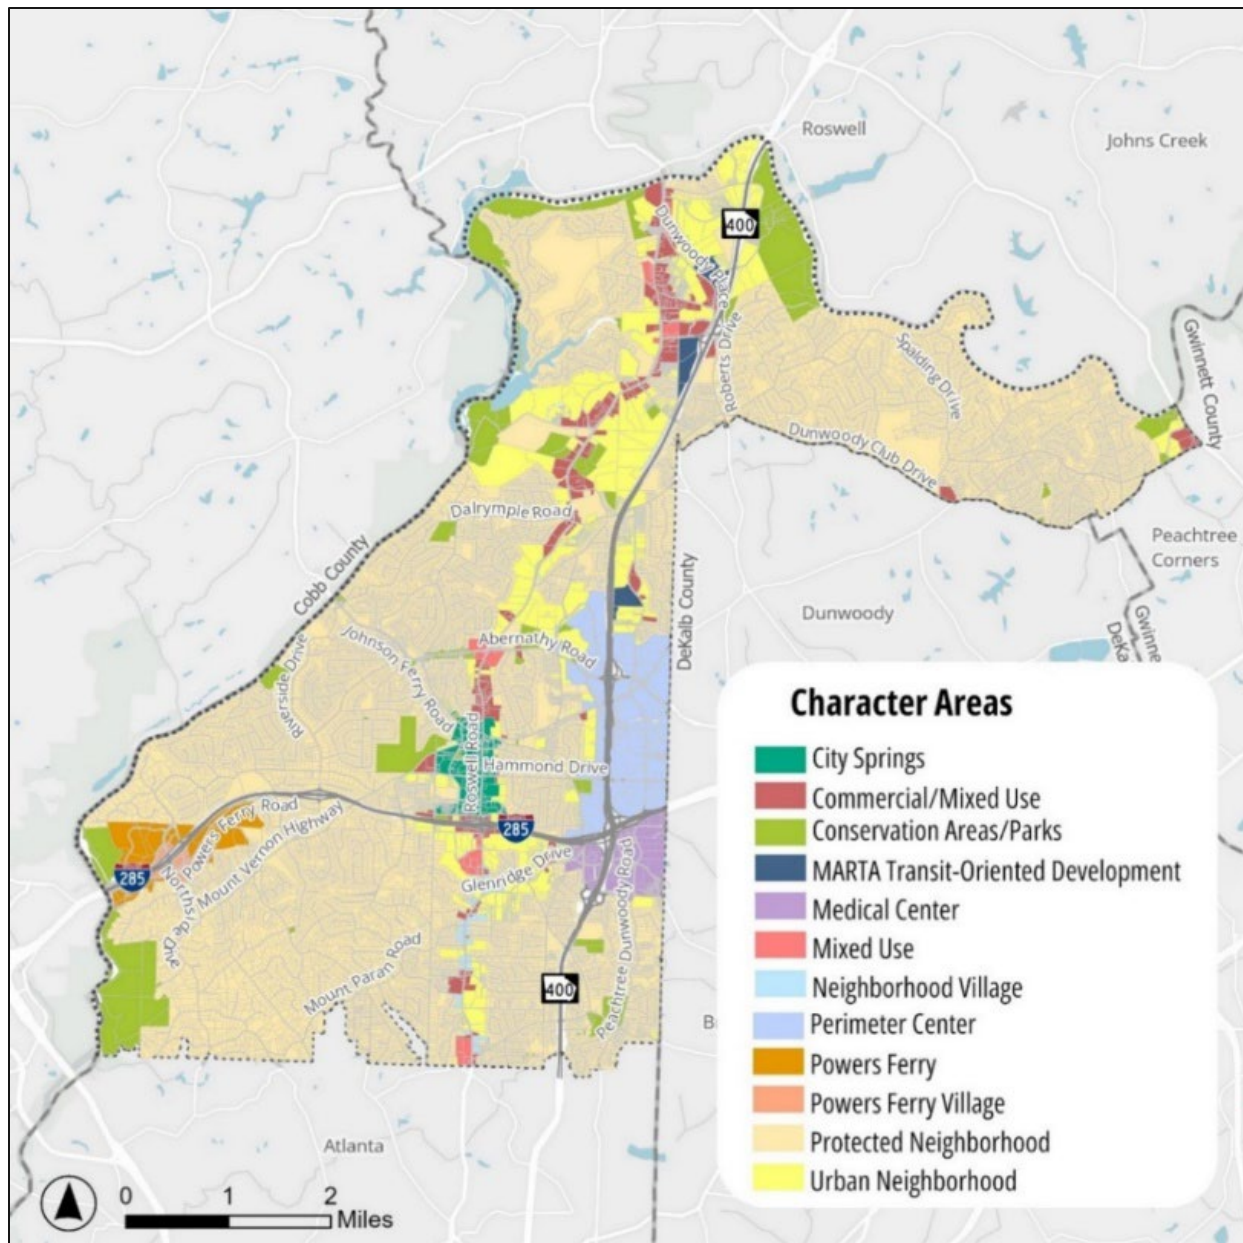 Roswell
Johns Creek
400
Dunwoody Place
Roberts Drive
Spalding Drive
Gwinnett County
Dunwoody Club Drive
Dalrymple Road
Peachtree
Corners
Cobb County
DeKalb County
Dunwoody
Gwinne
DeKa
Johnson Ferry Road
Abernathy Road
Riverside Drive
Roswell Road
Hammond Drive
Powers Ferry Road
285
285
Mount Vernon Highway
Glenridge Drive
Northside Drive
Peachtree Dunwoody Road
Mount Paran Road
400
B
Atlanta
0 1 2
Miles
Character Areas
City Springs
Commercial/Mixed Use
Conservation Areas/Parks
MARTA Transit-Oriented Development
Medical Center
Mixed Use
Neighborhood Village
Perimeter Center
Powers Ferry
Powers Ferry Village
Protected Neighborhood
Urban Neighborhood